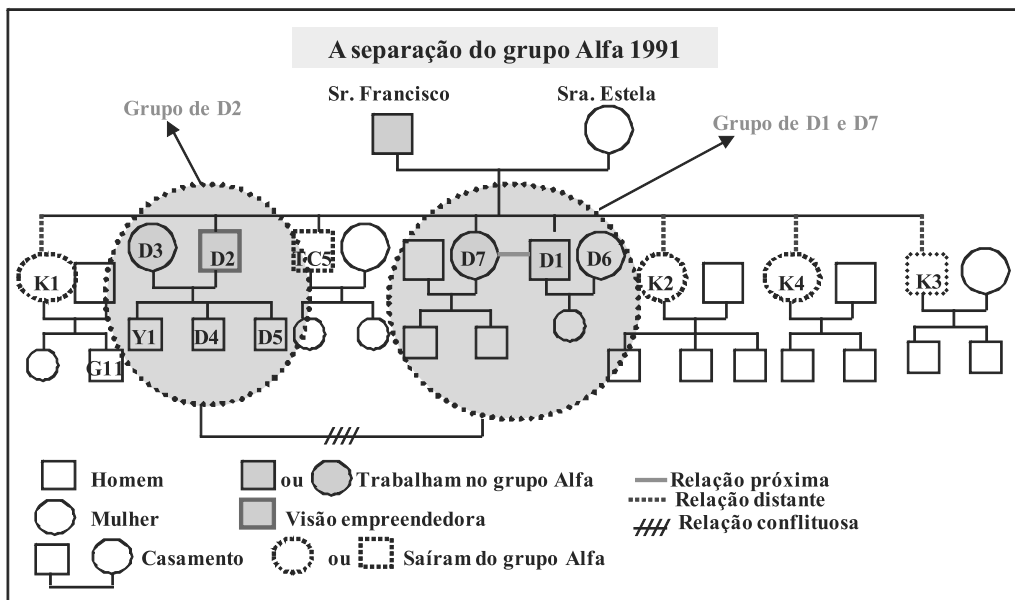 A separação do grupo Alfa 1991
Sr. Francisco
Sra. Estela
Grupo de D2
Grupo de D1 e D7
K1
D3
D2
C5
D7
D1
D6
K2
K4
K3
Y1
D4
D5
G11
Homem
ou
Trabalham no grupo Alfa
Relação próxima
Relação distante
Mulher
Visão empreendedora
Relação conflituosa
Casamento
ou
Saíram do grupo Alfa